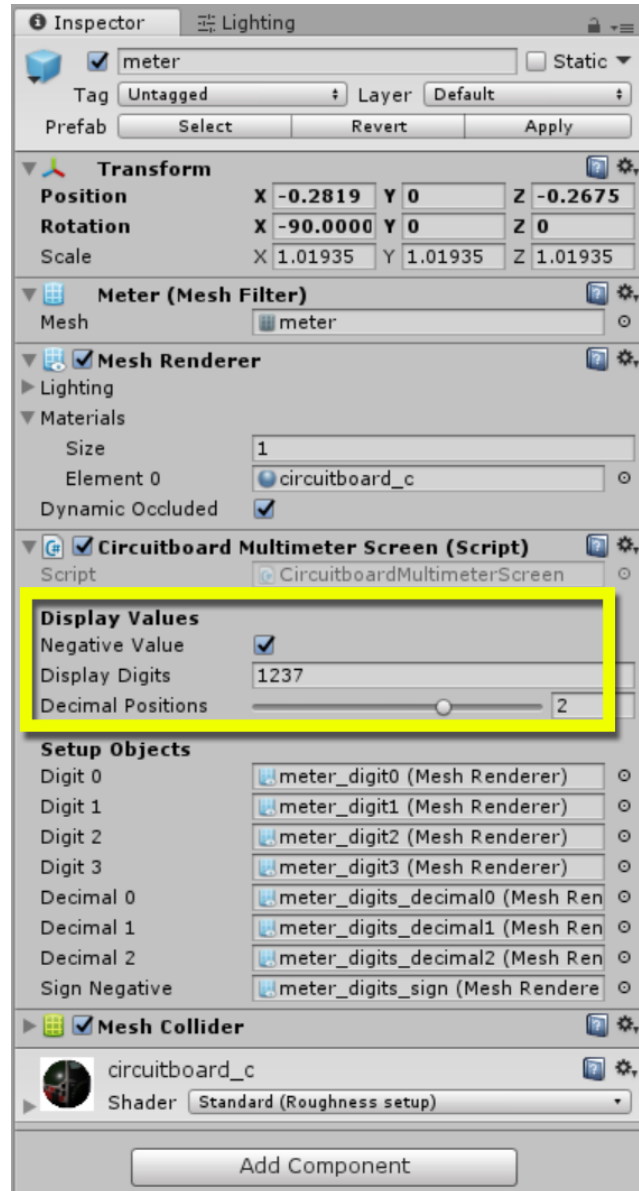 Inspector Lighting
meter Static
Tag Untagged Layer Default
Prefab Select Revert Apply
Transform
Position X -0.2819 Y 0 Z -0.2675
Rotation X -90.0000 Y 0 Z 0
Scale X 1.01935 Y 1.01935 Z 1.01935
Meter (Mesh Filter)
Mesh meter
Mesh Renderer
Lighting
Materials
Size 1
Element 0 circuitboard_c
Dynamic Occluded
Circuitboard Multimeter Screen (Script)
Script CircuitboardMultimeterScreen
Display Values
Negative Value
Display Digits 1237
Decimal Positions 2
Setup Objects
Digit 0 meter_digit0 (Mesh Renderer)
Digit 1 meter_digit1 (Mesh Renderer)
Digit 2 meter_digit2 (Mesh Renderer)
Digit 3 meter_digit3 (Mesh Renderer)
Decimal 0 meter_digits_decimal0 (Mesh Ren
Decimal 1 meter_digits_decimal1 (Mesh Ren
Decimal 2 meter_digits_decimal2 (Mesh Ren
Sign Negative meter_digits_sign (Mesh Rendere
Mesh Collider
circuitboard_c
Shader Standard (Roughness setup)
Add Component